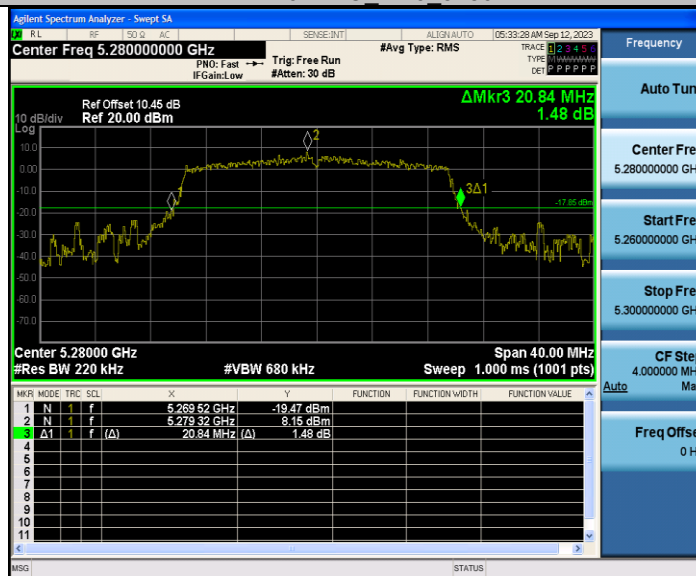 Agilent Spectrum Analyzer - Swept SA
RL RF 50 Ω AC SENSE:INT ALIGN AUTO 05:33:28 AM Sep 12, 2023
Center Freq 5.280000000 GHz
PNO: Fast
IFGain:Low
Trig: Free Run
#Atten: 30 dB
#Avg Type: RMS
TRACE 1 2 3 4 5 6
TYPE M
DET P P P P P P
Frequency
Auto Tun
Center Fre
5.280000000 GH
Start Fre
5.260000000 GH
Stop Fre
5.300000000 GH
CF Step
4.000000 MH
Auto Ma
Freq Offse
0 H
ΔMkr3 20.84 MHz
1.48 dB
Ref Offset 10.45 dB
10 dB/div Ref 20.00 dBm
Log
10.0
0.00
-10.0
-20.0
-30.0
-40.0
-50.0
-60.0
-70.0
1
2
3Δ1
-17.85 dBm
Center 5.28000 GHz Span 40.00 MHz
#Res BW 220 kHz #VBW 680 kHz Sweep 1.000 ms (1001 pts)
MKR MODE TRC SCL X Y FUNCTION FUNCTION WIDTH FUNCTION VALUE
1 N 1 f 5.269 52 GHz -19.47 dBm
2 N 1 f 5.279 32 GHz 8.15 dBm
3 Δ1 1 f (Δ) 20.84 MHz (Δ) 1.48 dB
4
5
6
7
8
9
10
11
MSG STATUS